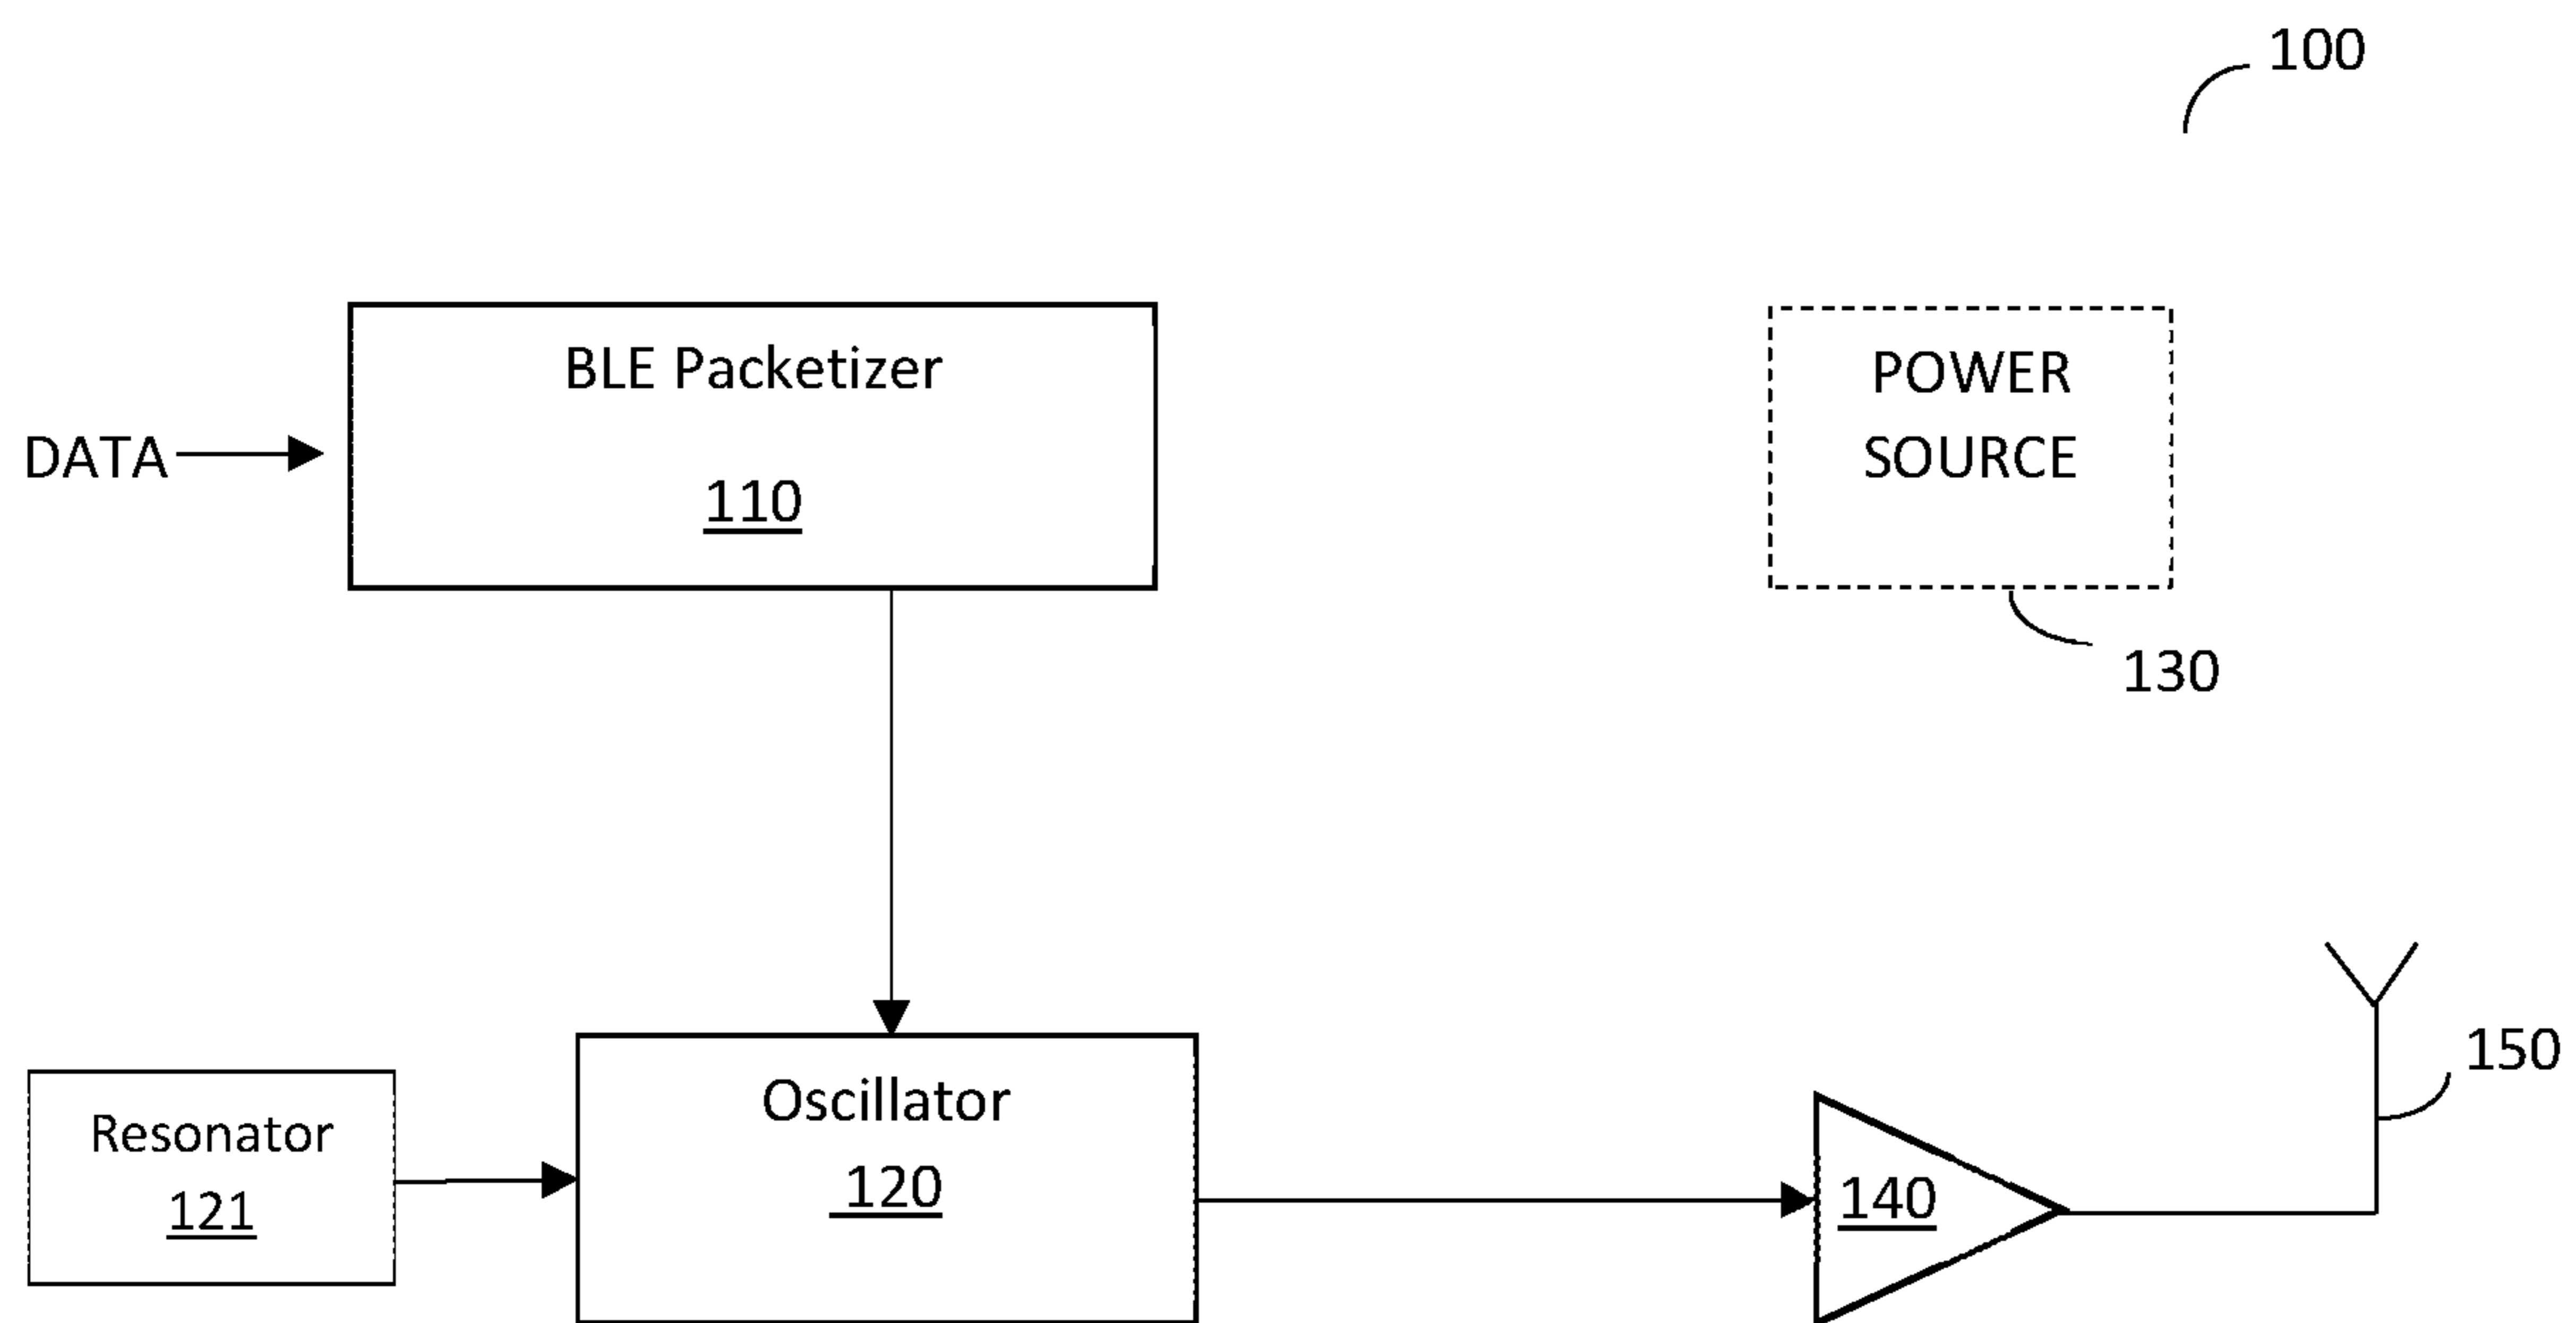 100
BLE Packetizer
110
DATA
POWER
SOURCE
130
Resonator
121
Oscillator
120
140
150